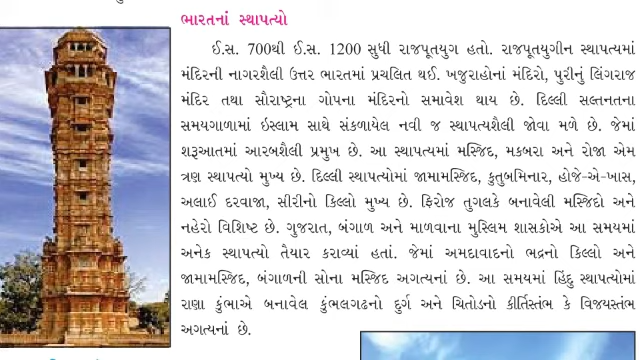 ભારતનાં સ્થાપત્યો
ઈ.સ. 700થી ઈ.સ. 1200 સુધી રાજપૂતયુગ હતો. રાજપૂતયુગીન સ્થાપત્યમાં
મંદિરની નાગરશૈલી ઉત્તર ભારતમાં પ્રચલિત થઈ. ખજુરાહોનાં મંદિરો, પુરીનું લિંગરાજ
મંદિર તથા સૌરાષ્ટ્રના ગોપના મંદિરનો સમાવેશ થાય છે. દિલ્લી સલ્તનતના
સમયગાળામાં ઇસ્લામ સાથે સંકળાયેલ નવી જ સ્થાપત્યશૈલી જોવા મળે છે. જેમાં
શરૂઆતમાં આરબશૈલી પ્રમુખ છે. આ સ્થાપત્યમાં મસ્જિદ, મકબરા અને રોજા એમ
ત્રણ સ્થાપત્યો મુખ્ય છે. દિલ્લી સ્થાપત્યોમાં જામામસ્જિદ, કુતુબમિનાર, હોજે-એ-ખાસ,
અલાઈ દરવાજા, સીરીનો કિલ્લો મુખ્ય છે. ફિરોજ તુગલકે બનાવેલી મસ્જિદો અને
નહેરો વિશિષ્ટ છે. ગુજરાત, બંગાળ અને માળવાના મુસ્લિમ શાસકોએ આ સમયમાં
અનેક સ્થાપત્યો તૈયાર કરાવ્યાં હતાં. જેમાં અમદાવાદનો ભદ્રનો કિલ્લો અને
જામામસ્જિદ, બંગાળની સોના મસ્જિદ અગત્યનાં છે. આ સમયમાં હિંદુ સ્થાપત્યોમાં
રાણા કુંભાએ બનાવેલ કુંભલગઢનો દુર્ગ અને ચિતોડનો કીર્તિસ્તંભ કે વિજયસ્તંભ
અગત્યનાં છે.